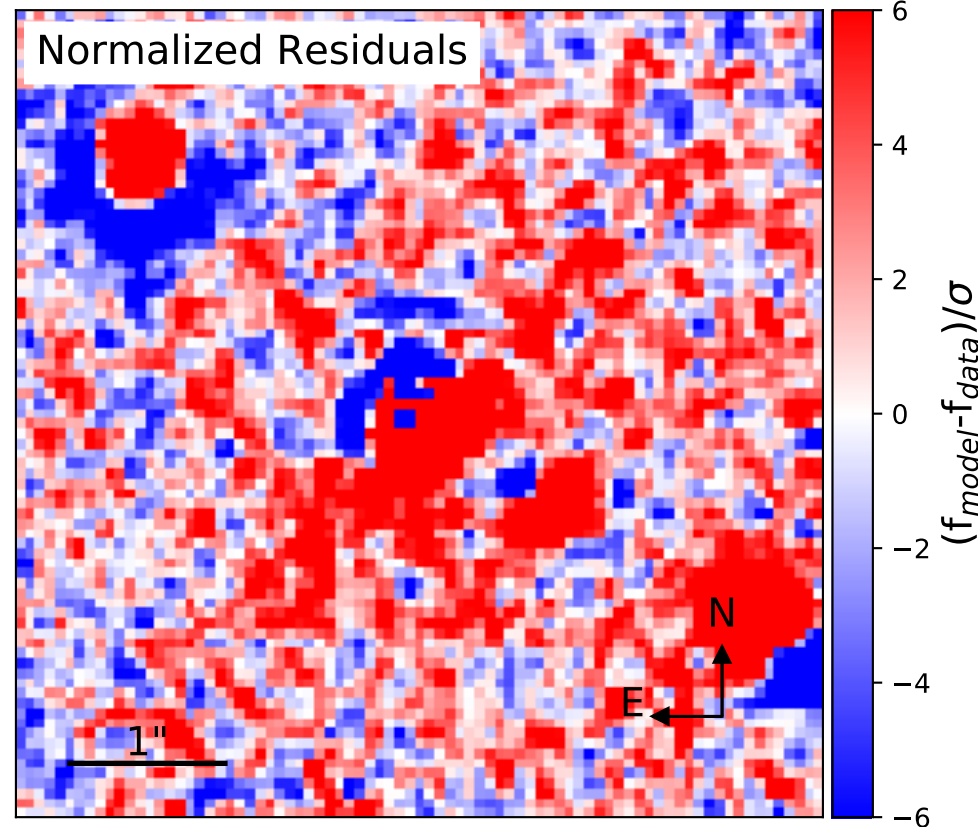 Normalized Residuals
6
4
2
0
−2
−4
−6
(f_model-f_data)/σ
N
E
1"